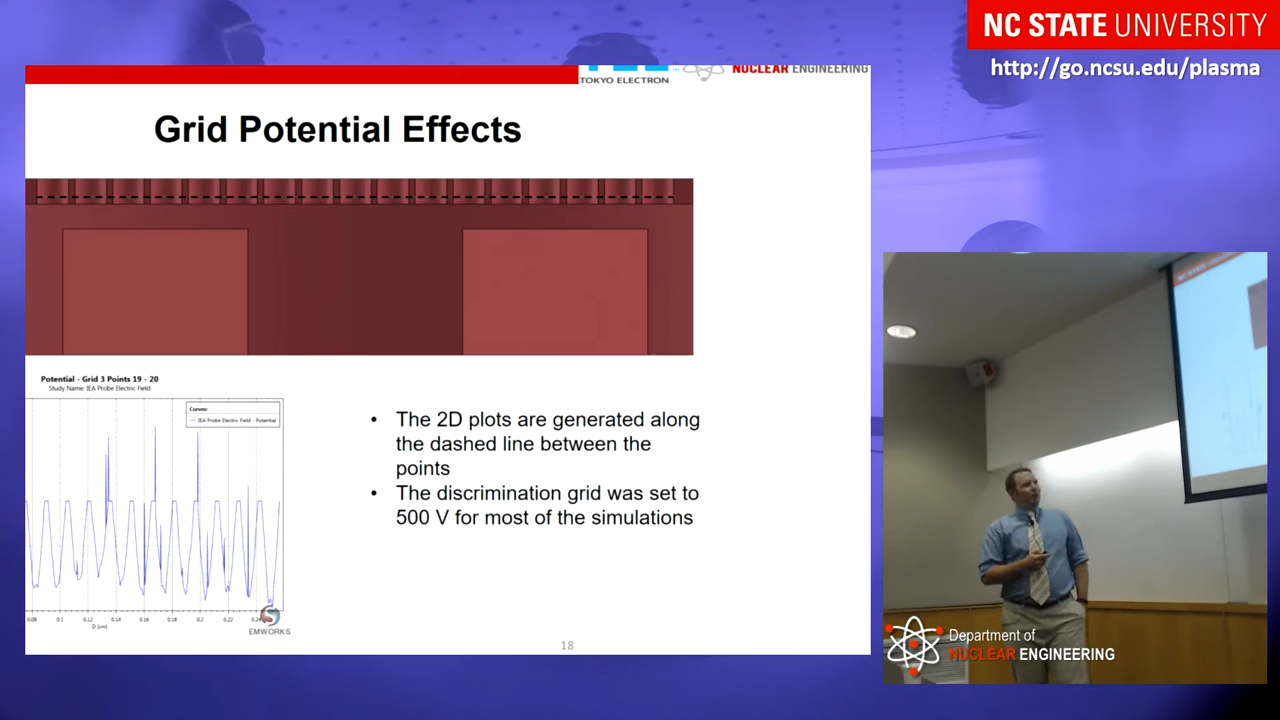 NC STATE UNIVERSITY
http://go.ncsu.edu/plasma
TOKYO ELECTRON
NUCLEAR ENGINEERING
Grid Potential Effects
Potential - Grid 3 Points 19 - 20
Study Name: IEA Probe Electric Field
Curves:
IEA Probe Electric Field - Potential
0.08 0.1 0.12 0.14 0.16 0.18 0.2 0.22
D [cm]
EMWORKS
• The 2D plots are generated along
the dashed line between the
points
• The discrimination grid was set to
500 V for most of the simulations
18
Department of
NUCLEAR ENGINEERING